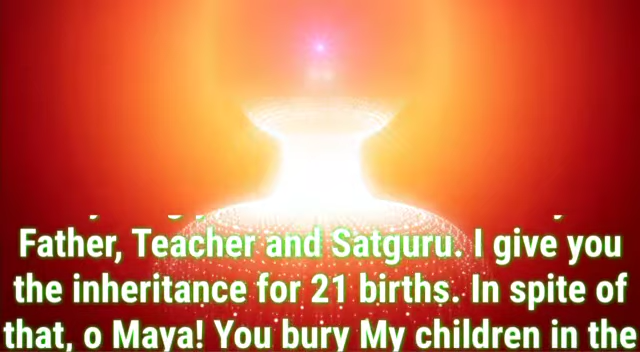 Father, Teacher and Satguru. I give you
the inheritance for 21 births. In spite of
that, o Maya! You bury My children in the